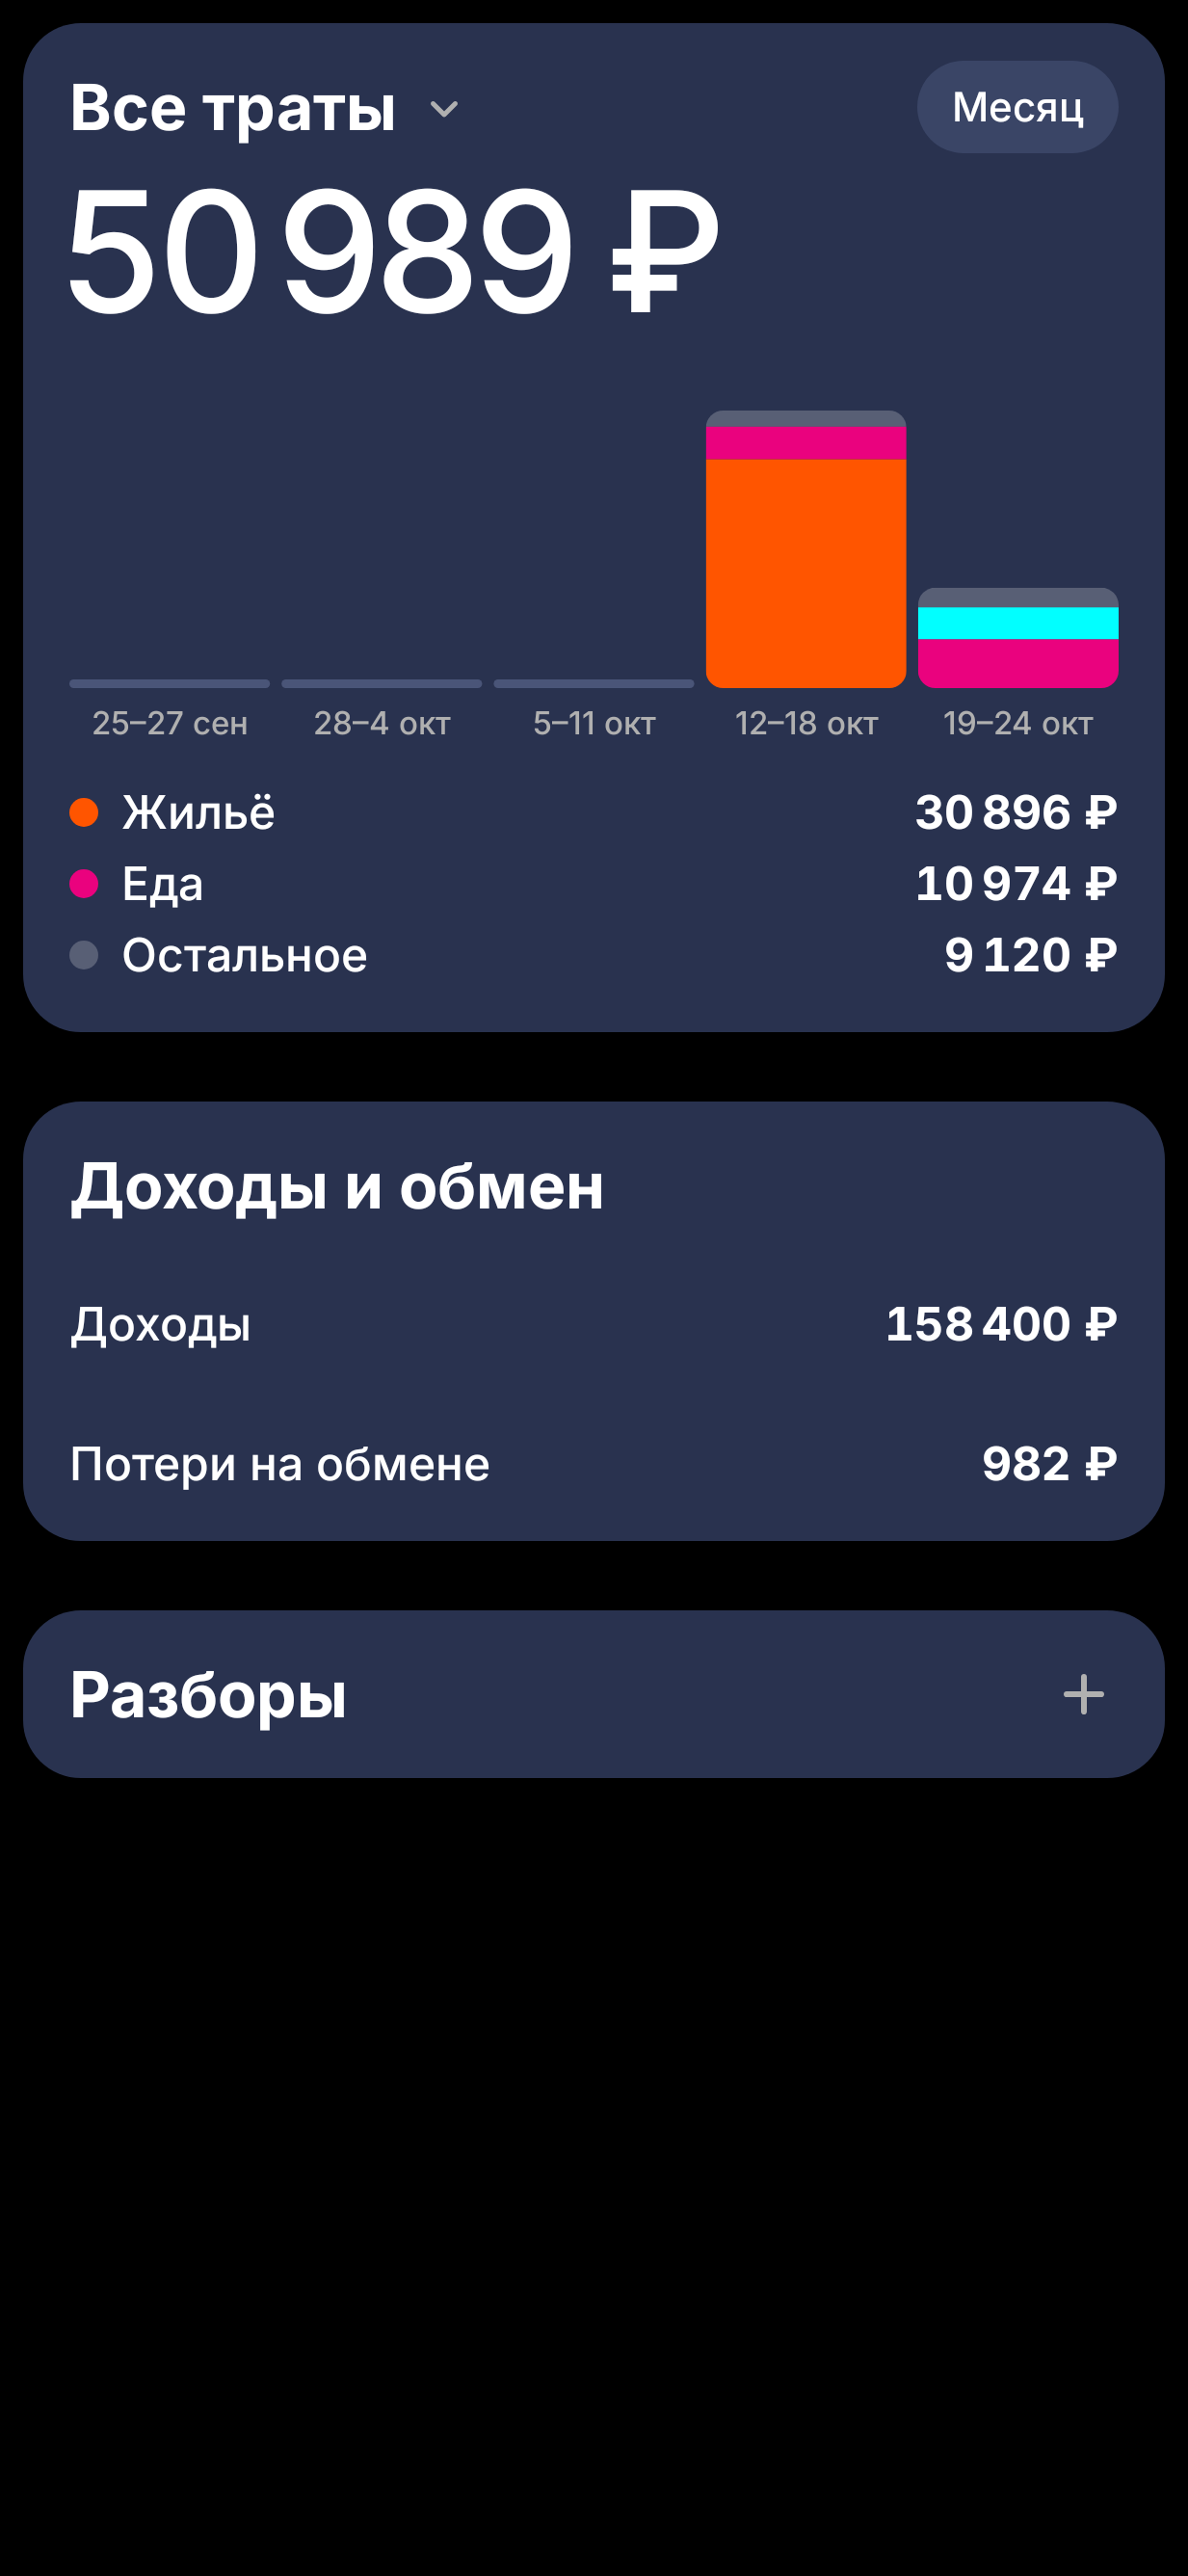 Все траты
Месяц
50 989 ₽
25–27 сен
28–4 окт
5–11 окт
12–18 окт
19–24 окт
Жильё 30 896 ₽
Еда 10 974 ₽
Остальное 9 120 ₽
Доходы и обмен
Доходы 158 400 ₽
Потери на обмене 982 ₽
Разборы